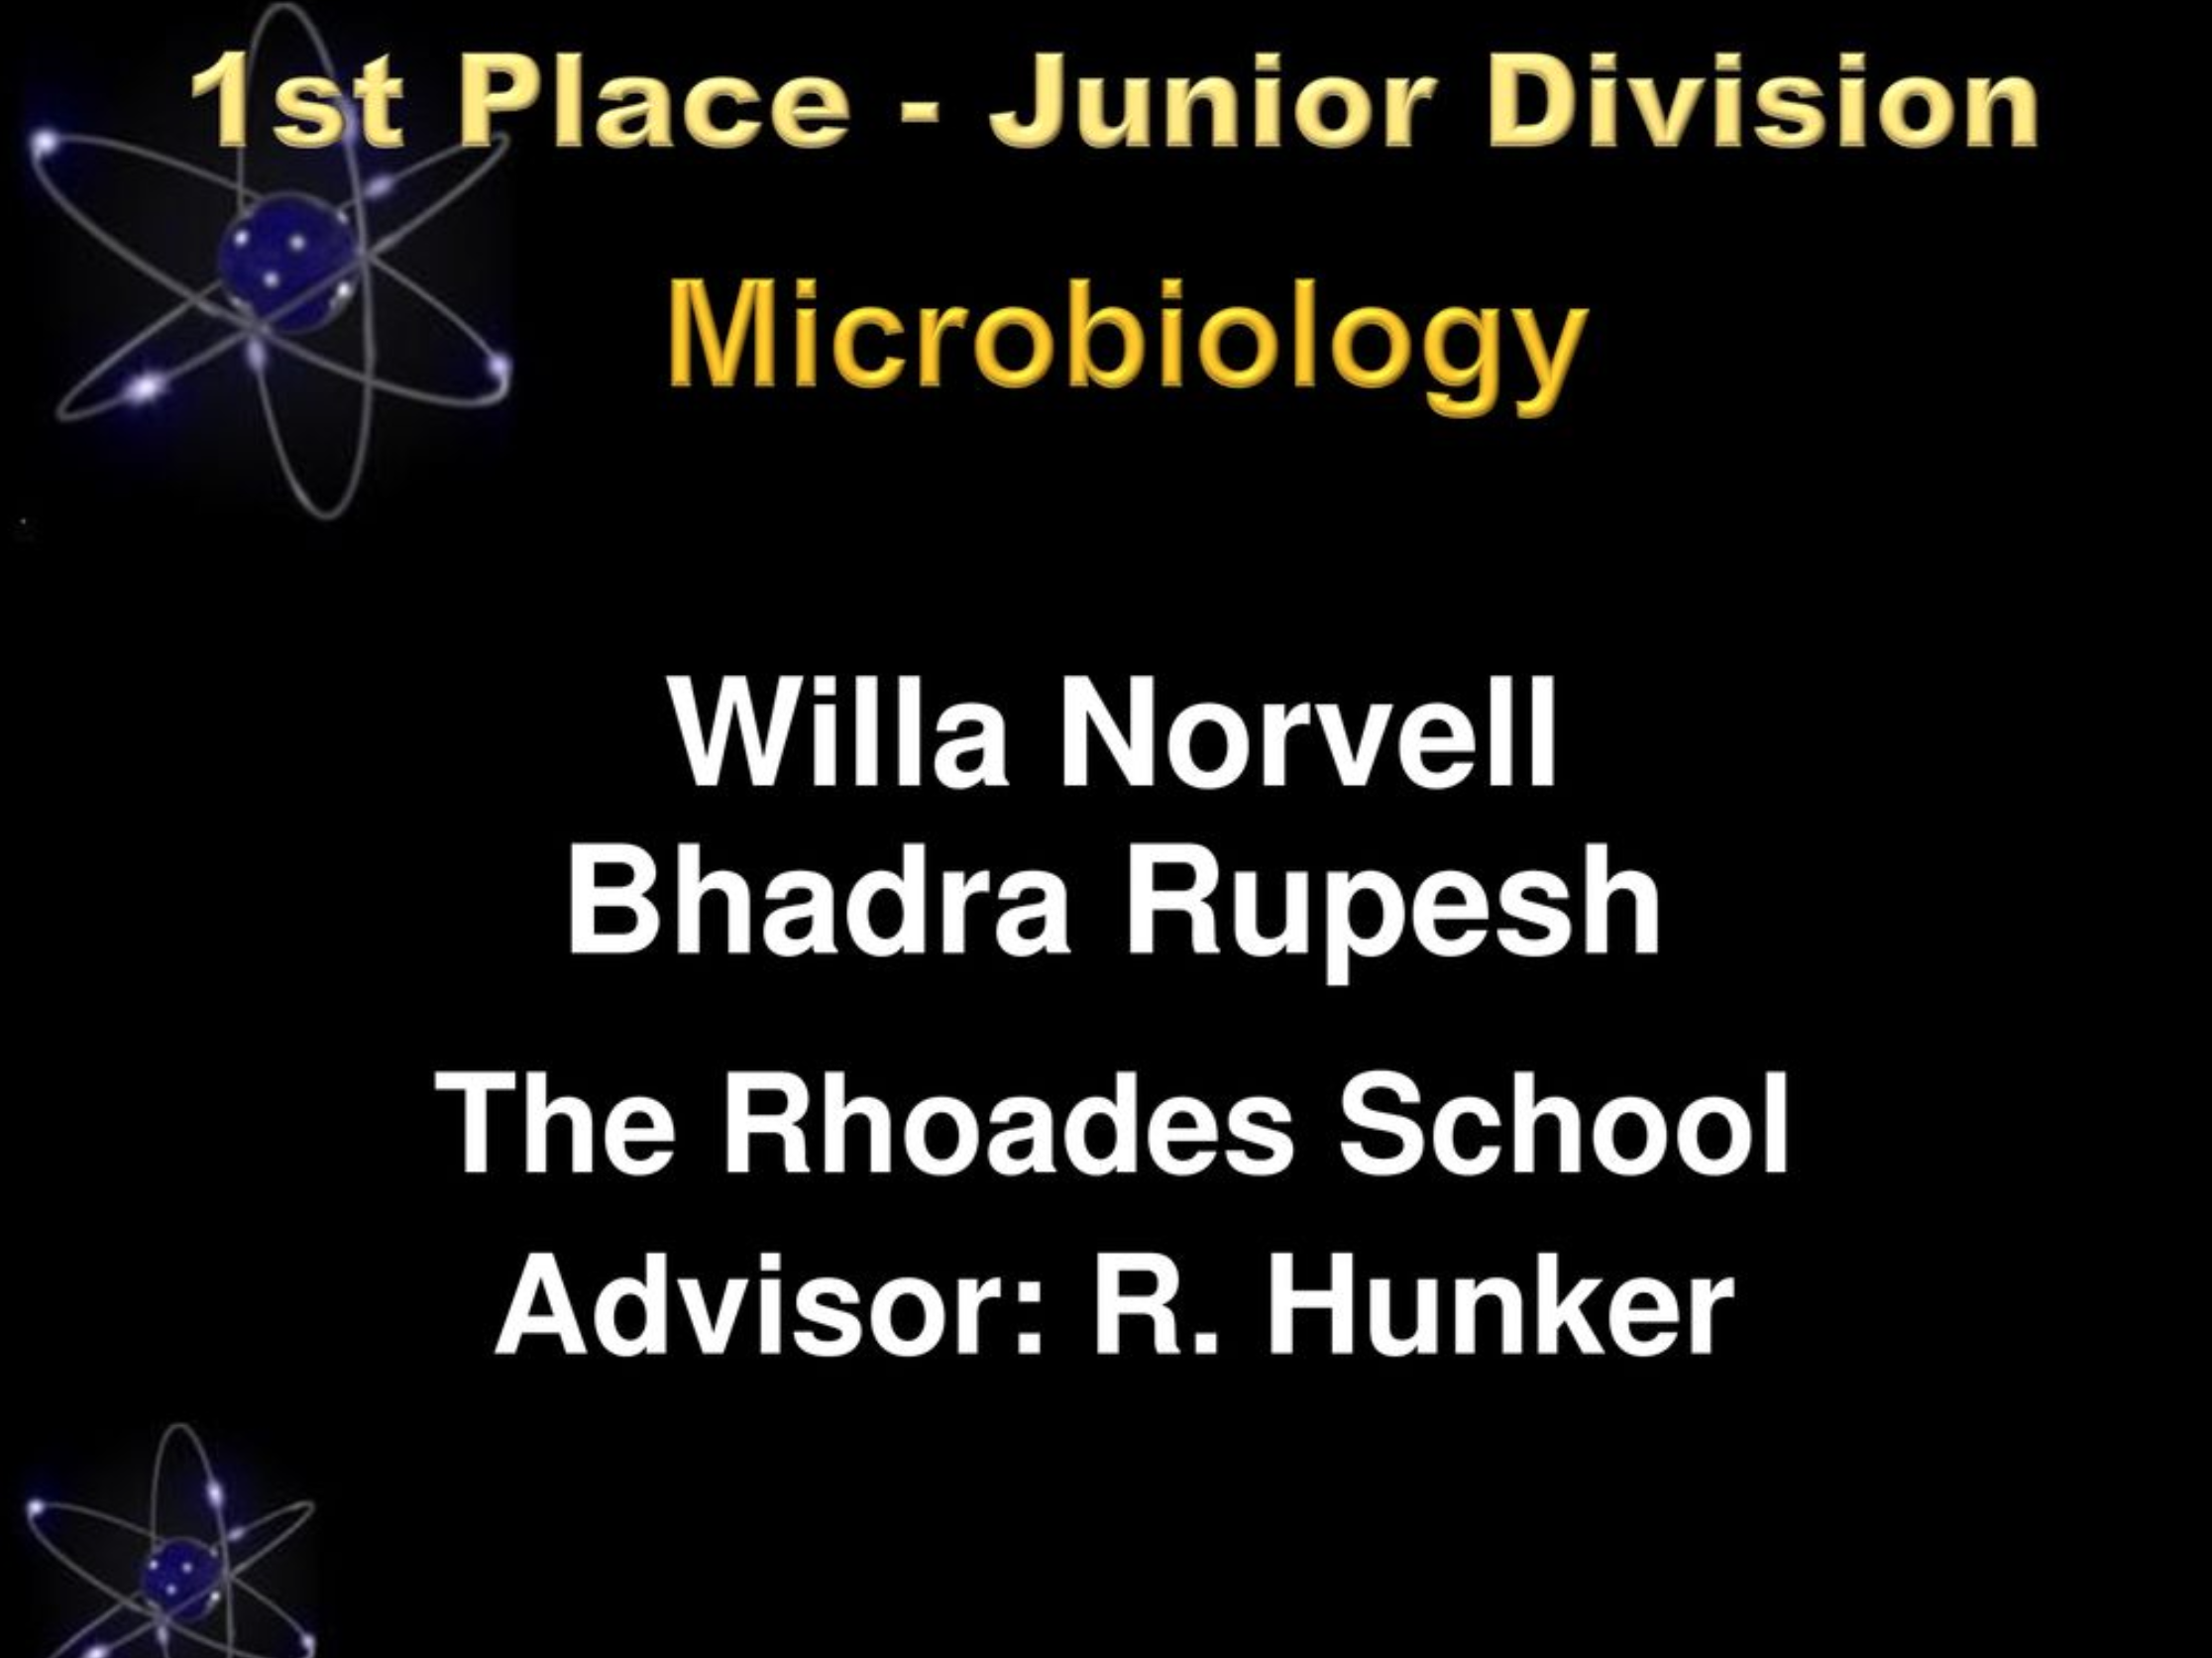 1st Place - Junior Division
Microbiology
Willa Norvell
Bhadra Rupesh
The Rhoades School
Advisor: R. Hunker